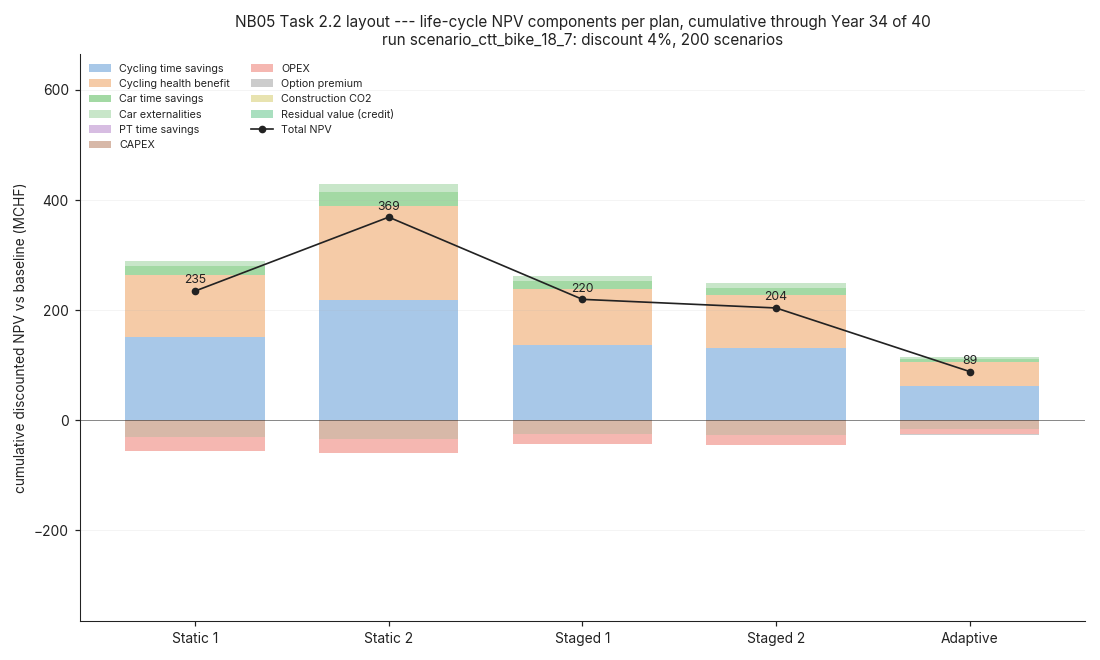 NB05 Task 2.2 layout --- life-cycle NPV components per plan, cumulative through Year 34 of 40
run scenario_ctt_bike_18_7: discount 4%, 200 scenarios
Cycling time savings
Cycling health benefit
Car time savings
Car externalities
PT time savings
CAPEX
OPEX
Option premium
Construction CO2
Residual value (credit)
Total NPV
cumulative discounted NPV vs baseline (MCHF)
600
400
200
0
−200
235
369
220
204
89
Static 1
Static 2
Staged 1
Staged 2
Adaptive